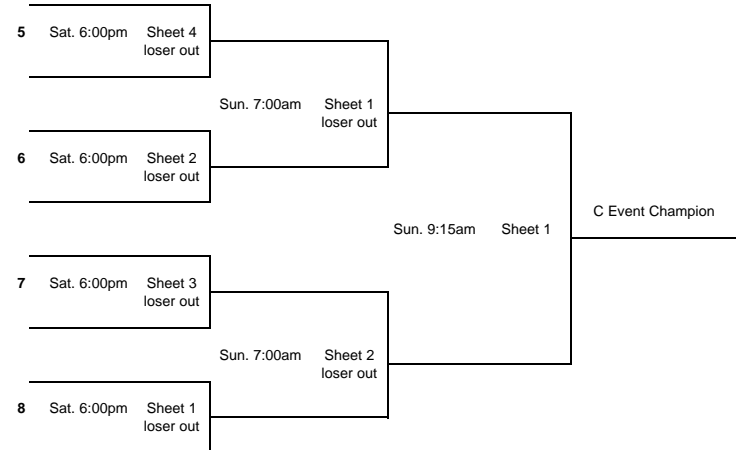 5 Sat. 6:00pm Sheet 4
loser out
Sun. 7:00am Sheet 1
loser out
6 Sat. 6:00pm Sheet 2
loser out
C Event Champion
Sun. 9:15am Sheet 1
7 Sat. 6:00pm Sheet 3
loser out
Sun. 7:00am Sheet 2
loser out
8 Sat. 6:00pm Sheet 1
loser out